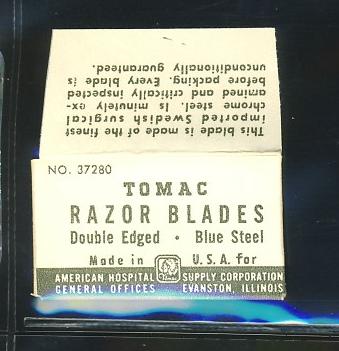 This blade is made of the finest
imported Swedish surgical
chrome steel. Is minutely ex-
amined and critically inspected
before packing. Every blade is
unconditionally guaranteed.
NO. 37280
TOMAC
RAZOR BLADES
Double Edged • Blue Steel
Made in U.S.A. for
AMERICAN HOSPITAL SUPPLY CORPORATION
GENERAL OFFICES EVANSTON, ILLINOIS